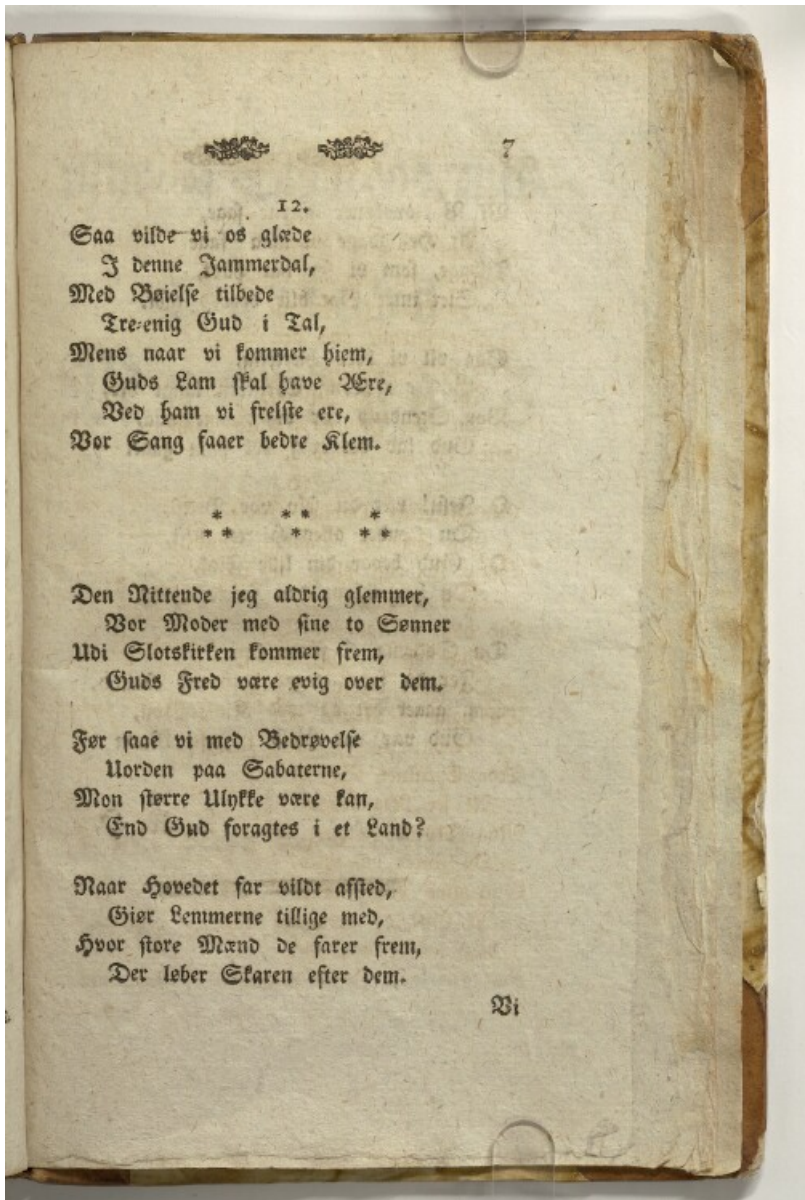 7
12.
Saa vilde vi os glæde
I denne Jammerdal,
Med Bøielse tilbede
Tre-enig Gud i Tal,
Mens naar vi kommer hiem,
Guds Lam skal have Ære,
Ved ham vi frelste ere,
Vor Sang faaer bedre Klem.
* ** *
** * **
Den Nittende jeg aldrig glemmer,
Vor Moder med sine to Sønner
Udi Slotskirken kommer frem,
Guds Fred være evig over dem.
Før saae vi med Bedrøvelse
Uorden paa Sabaterne,
Mon større Ulykke være kan,
End Gud foragtes i et Land?
Naar Hovedet far vildt afsted,
Giør Lemmerne tillige med,
Hvor store Mænd de farer frem,
Der løber Skaren efter dem.
Vi